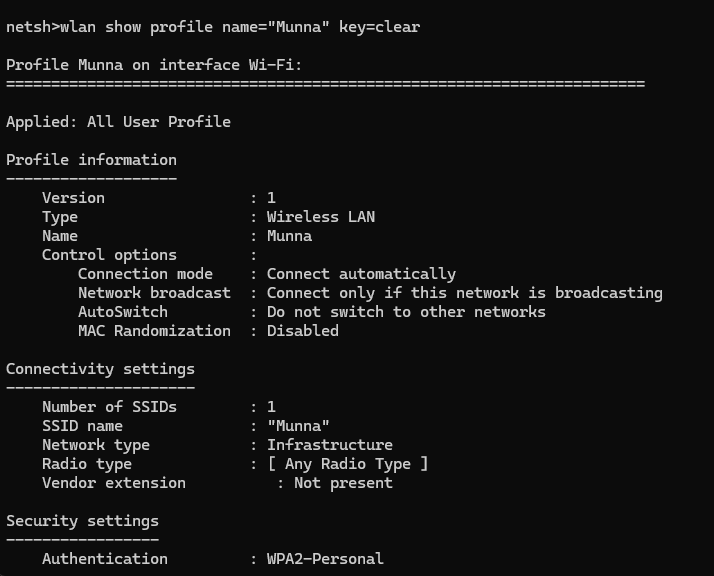 netsh>wlan show profile name="Munna" key=clear
Profile Munna on interface Wi-Fi:
=======================================================================
Applied: All User Profile
Profile information
-------------------
Version : 1
Type : Wireless LAN
Name : Munna
Control options :
Connection mode : Connect automatically
Network broadcast : Connect only if this network is broadcasting
AutoSwitch : Do not switch to other networks
MAC Randomization : Disabled
Connectivity settings
---------------------
Number of SSIDs : 1
SSID name : "Munna"
Network type : Infrastructure
Radio type : [ Any Radio Type ]
Vendor extension : Not present
Security settings
-----------------
Authentication : WPA2-Personal